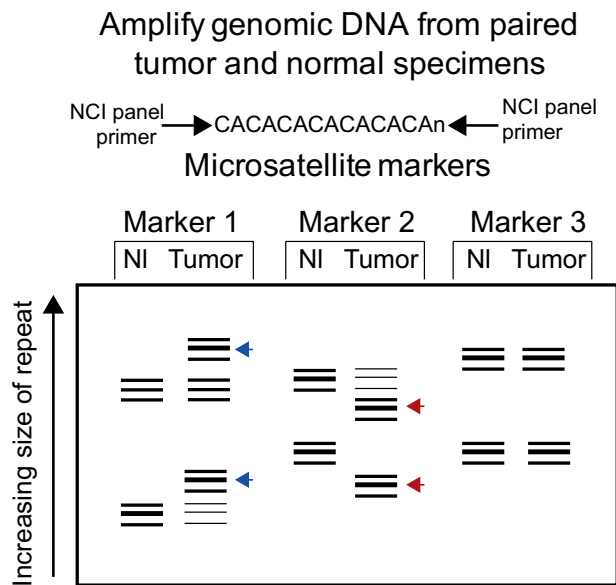 Amplify genomic DNA from paired
tumor and normal specimens
NCI panel
primer
CACACACACACACAn
NCI panel
primer
Microsatellite markers
Marker 1 Marker 2 Marker 3
Nl Tumor Nl Tumor Nl Tumor
Increasing size of repeat